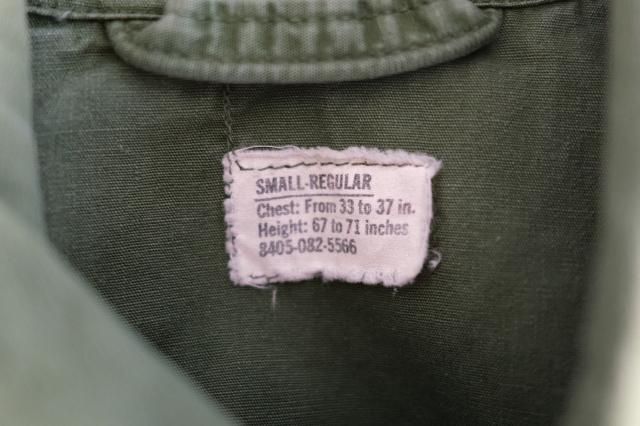 SMALL-REGULAR
Chest: From 33 to 37 in.
Height: 67 to 71 inches
8405-082-5566